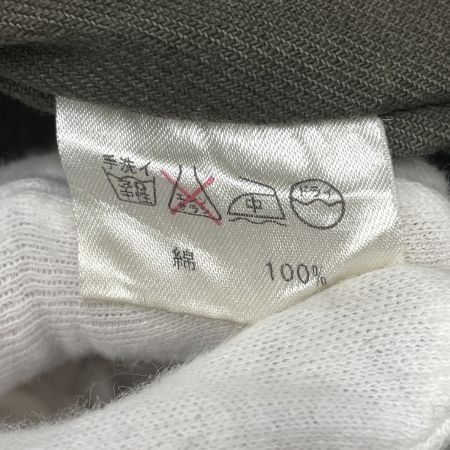 手洗イ
中
ドライ
綿 100%